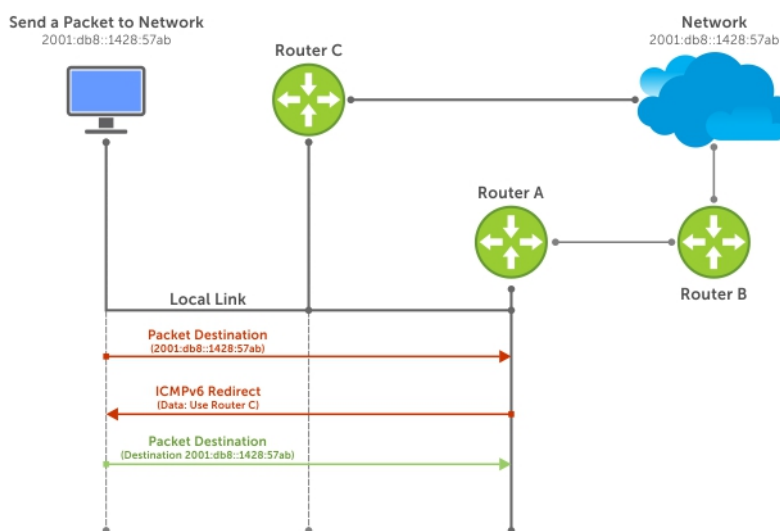 Send a Packet to Network
2001:db8::1428:57ab
Router C
Network
2001:db8::1428:57ab
Router A
Router B
Local Link
Packet Destination
(2001:db8::1428:57ab)
ICMPv6 Redirect
(Data: Use Router C)
Packet Destination
(Destination 2001:db8::1428:57ab)